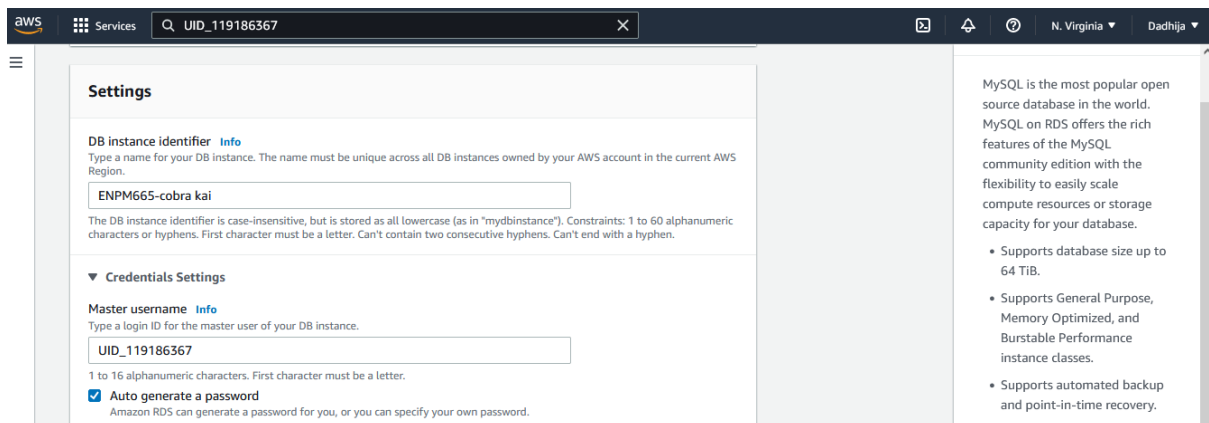 aws
Services
UID_119186367
N. Virginia
Dadhija
Settings
DB instance identifier Info
Type a name for your DB instance. The name must be unique across all DB instances owned by your AWS account in the current AWS
Region.
ENPM665-cobra kai
The DB instance identifier is case-insensitive, but is stored as all lowercase (as in "mydbinstance"). Constraints: 1 to 60 alphanumeric
characters or hyphens. First character must be a letter. Can't contain two consecutive hyphens. Can't end with a hyphen.
Credentials Settings
Master username Info
Type a login ID for the master user of your DB instance.
UID_119186367
1 to 16 alphanumeric characters. First character must be a letter.
Auto generate a password
Amazon RDS can generate a password for you, or you can specify your own password.
MySQL is the most popular open
source database in the world.
MySQL on RDS offers the rich
features of the MySQL
community edition with the
flexibility to easily scale
compute resources or storage
capacity for your database.
• Supports database size up to
64 TiB.
• Supports General Purpose,
Memory Optimized, and
Burstable Performance
instance classes.
• Supports automated backup
and point-in-time recovery.